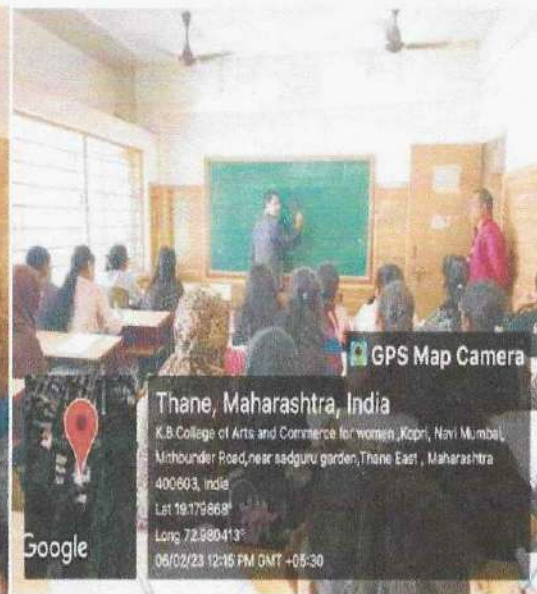 GPS Map Camera
Thane, Maharashtra, India
K.B College of Arts and Commerce for women ,Kopri, Navi Mumbai,
Mithbunder Road,near sadguru garden,Thane East , Maharashtra
400603, India
Lat 19.179868°
Long 72.980413°
06/02/23 12:15 PM GMT +05:30
Google